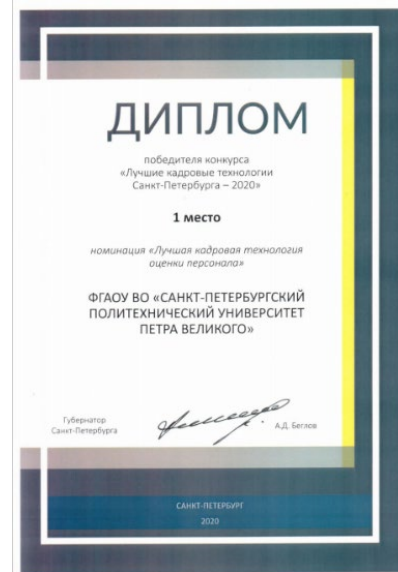 ДИПЛОМ
победителя конкурса
«Лучшие кадровые технологии
Санкт-Петербурга – 2020»
1 место
номинация «Лучшая кадровая технология
оценки персонала»
ФГАОУ ВО «САНКТ-ПЕТЕРБУРГСКИЙ
ПОЛИТЕХНИЧЕСКИЙ УНИВЕРСИТЕТ
ПЕТРА ВЕЛИКОГО»
Губернатор
Санкт-Петербурга
А.Д. Беглов
САНКТ-ПЕТЕРБУРГ
2020